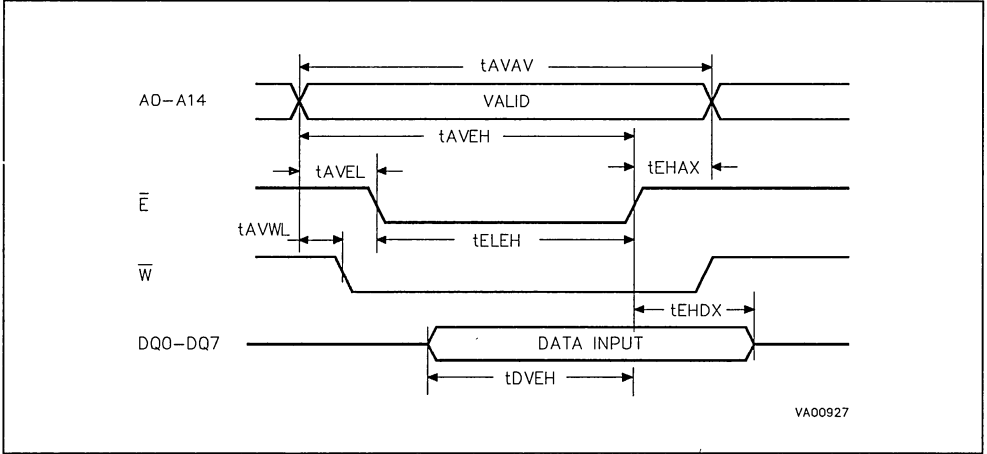 tAVAV
A0-A14
VALID
tAVEH
tAVEL
tEHAX
E̅
tAVWL
tELEH
W̅
tEHDX
DQ0-DQ7
DATA INPUT
tDVEH
VA00927